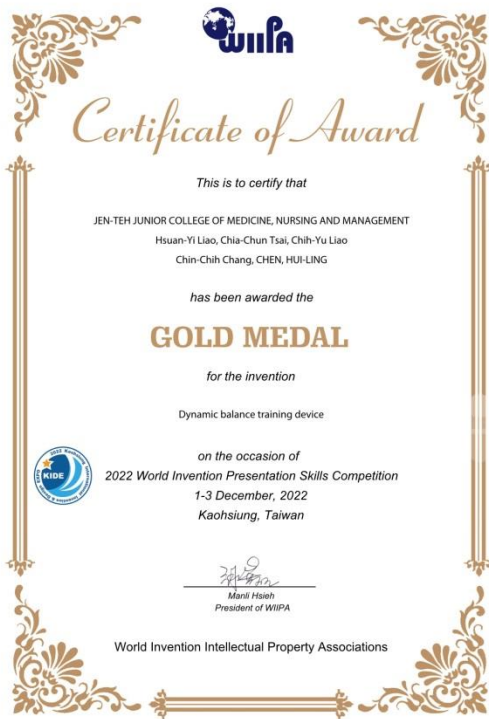 WIIPA
Certificate of Award
This is to certify that
JEN-TEH JUNIOR COLLEGE OF MEDICINE, NURSING AND MANAGEMENT
Hsuan-Yi Liao, Chia-Chun Tsai, Chih-Yu Liao
Chin-Chih Chang, CHEN, HUI-LING
has been awarded the
GOLD MEDAL
for the invention
Dynamic balance training device
KIDE
on the occasion of
2022 World Invention Presentation Skills Competition
1-3 December, 2022
Kaohsiung, Taiwan
Manli Hsieh
President of WIIPA
World Invention Intellectual Property Associations